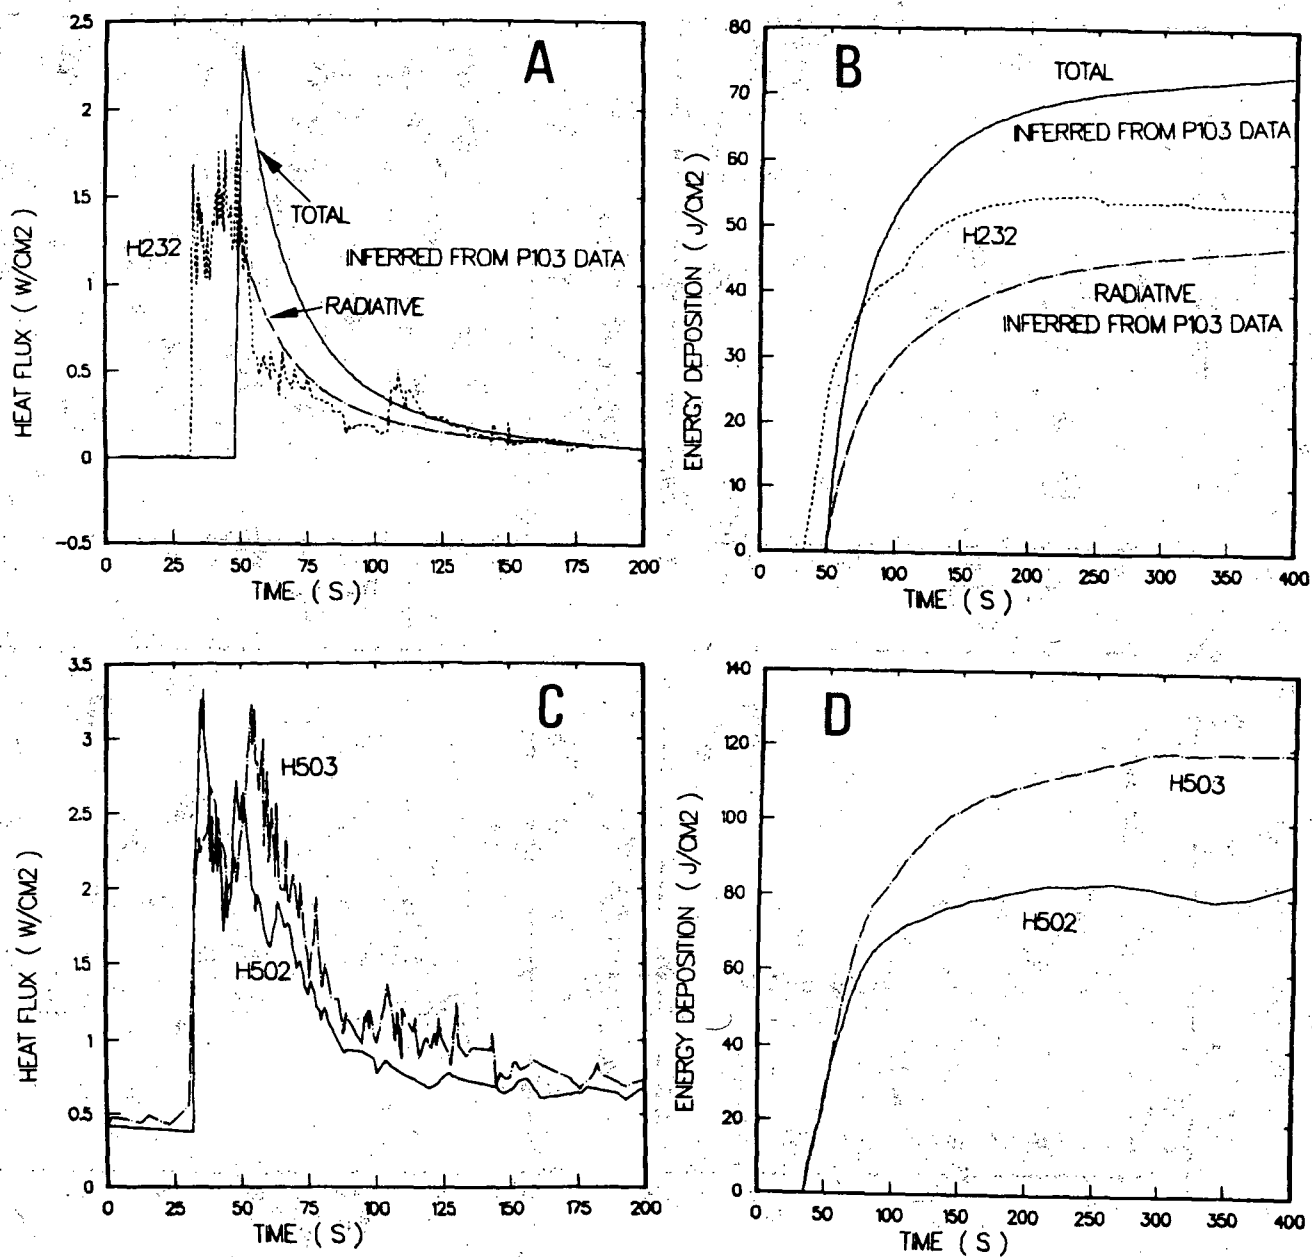 A
2.5
2
1.5
1
0.5
0
-0.5
HEAT FLUX ( W/CM2 )
H232
TOTAL
INFERRED FROM P103 DATA
RADIATIVE
0 25 50 75 100 125 150 175 200
TIME ( S )
B
80
70
60
50
40
30
20
10
0
ENERGY DEPOSITION ( J/CM2 )
TOTAL
INFERRED FROM P103 DATA
H232
RADIATIVE
INFERRED FROM P103 DATA
0 50 100 150 200 250 300 350 400
TIME ( S )
C
3.5
3
2.5
2
1.5
1
0.5
0
HEAT FLUX ( W/CM2 )
H503
H502
0 25 50 75 100 125 150 175 200
TIME ( S )
D
140
120
100
80
60
40
20
0
ENERGY DEPOSITION ( J/CM2 )
H503
H502
0 50 100 150 200 250 300 350 400
TIME ( S )